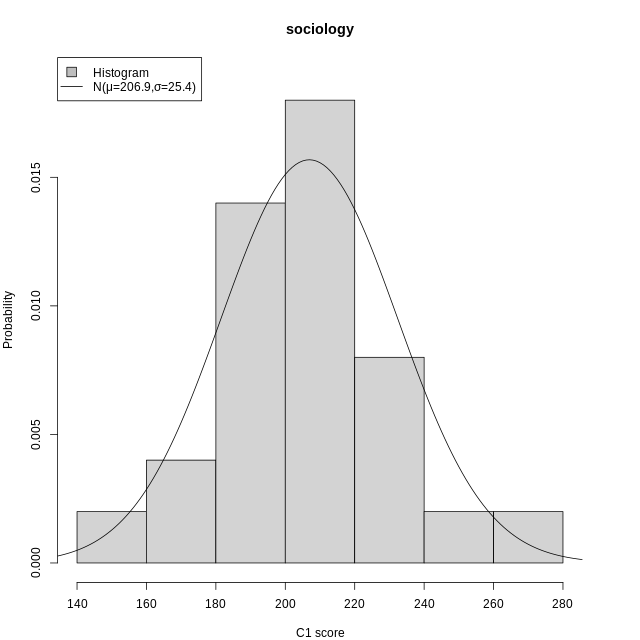 sociology
Histogram
N(μ=206.9,σ=25.4)
Probability
0.015
0.010
0.005
0.000
140 160 180 200 220 240 260 280
C1 score